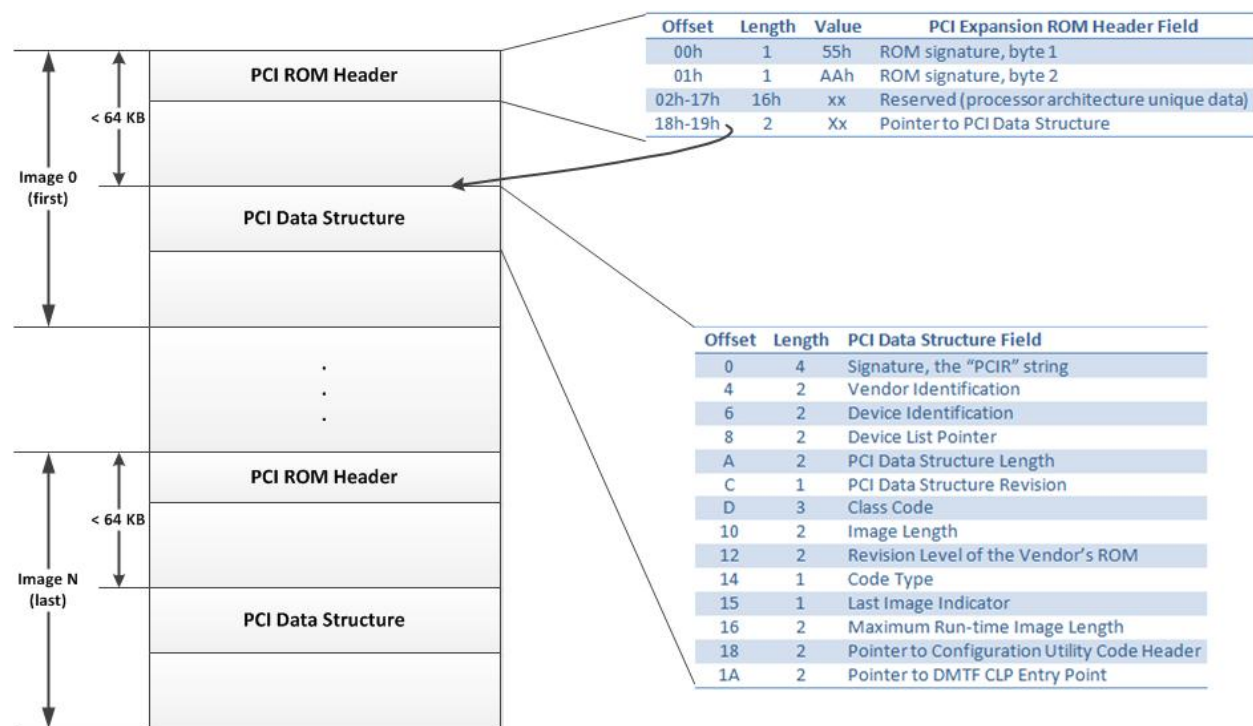 Offset Length Value PCI Expansion ROM Header Field
00h 1 55h ROM signature, byte 1
01h 1 AAh ROM signature, byte 2
02h-17h 16h xx Reserved (processor architecture unique data)
18h-19h 2 Xx Pointer to PCI Data Structure
PCI ROM Header
< 64 KB
Image 0
(first)
PCI Data Structure
.
.
.
PCI ROM Header
< 64 KB
Image N
(last)
PCI Data Structure
Offset Length PCI Data Structure Field
0 4 Signature, the “PCIR” string
4 2 Vendor Identification
6 2 Device Identification
8 2 Device List Pointer
A 2 PCI Data Structure Length
C 1 PCI Data Structure Revision
D 3 Class Code
10 2 Image Length
12 2 Revision Level of the Vendor’s ROM
14 1 Code Type
15 1 Last Image Indicator
16 2 Maximum Run-time Image Length
18 2 Pointer to Configuration Utility Code Header
1A 2 Pointer to DMTF CLP Entry Point